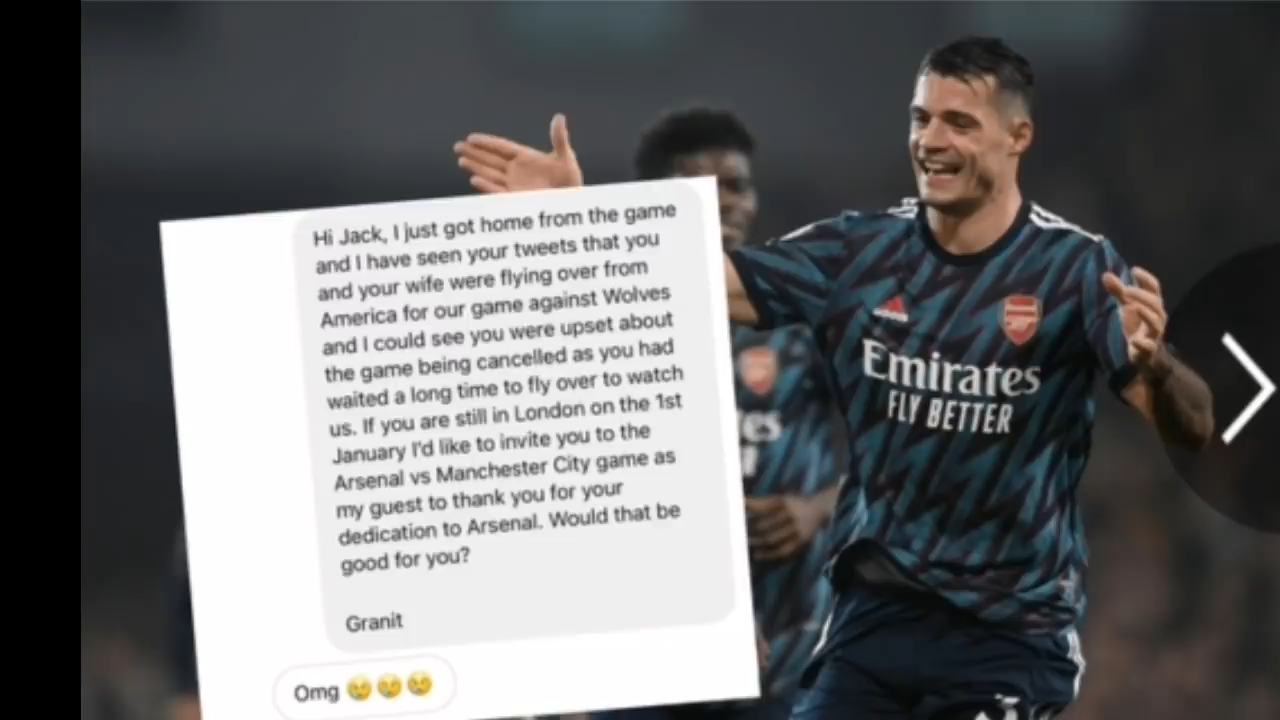 Hi Jack, I just got home from the game
and I have seen your tweets that you
and your wife were flying over from
America for our game against Wolves
and I could see you were upset about
the game being cancelled as you had
waited a long time to fly over to watch
us. If you are still in London on the 1st
January I'd like to invite you to the
Arsenal vs Manchester City game as
my guest to thank you for your
dedication to Arsenal. Would that be
good for you?
Granit
Omg 😢😢😢
Emirates
FLY BETTER
Arsenal